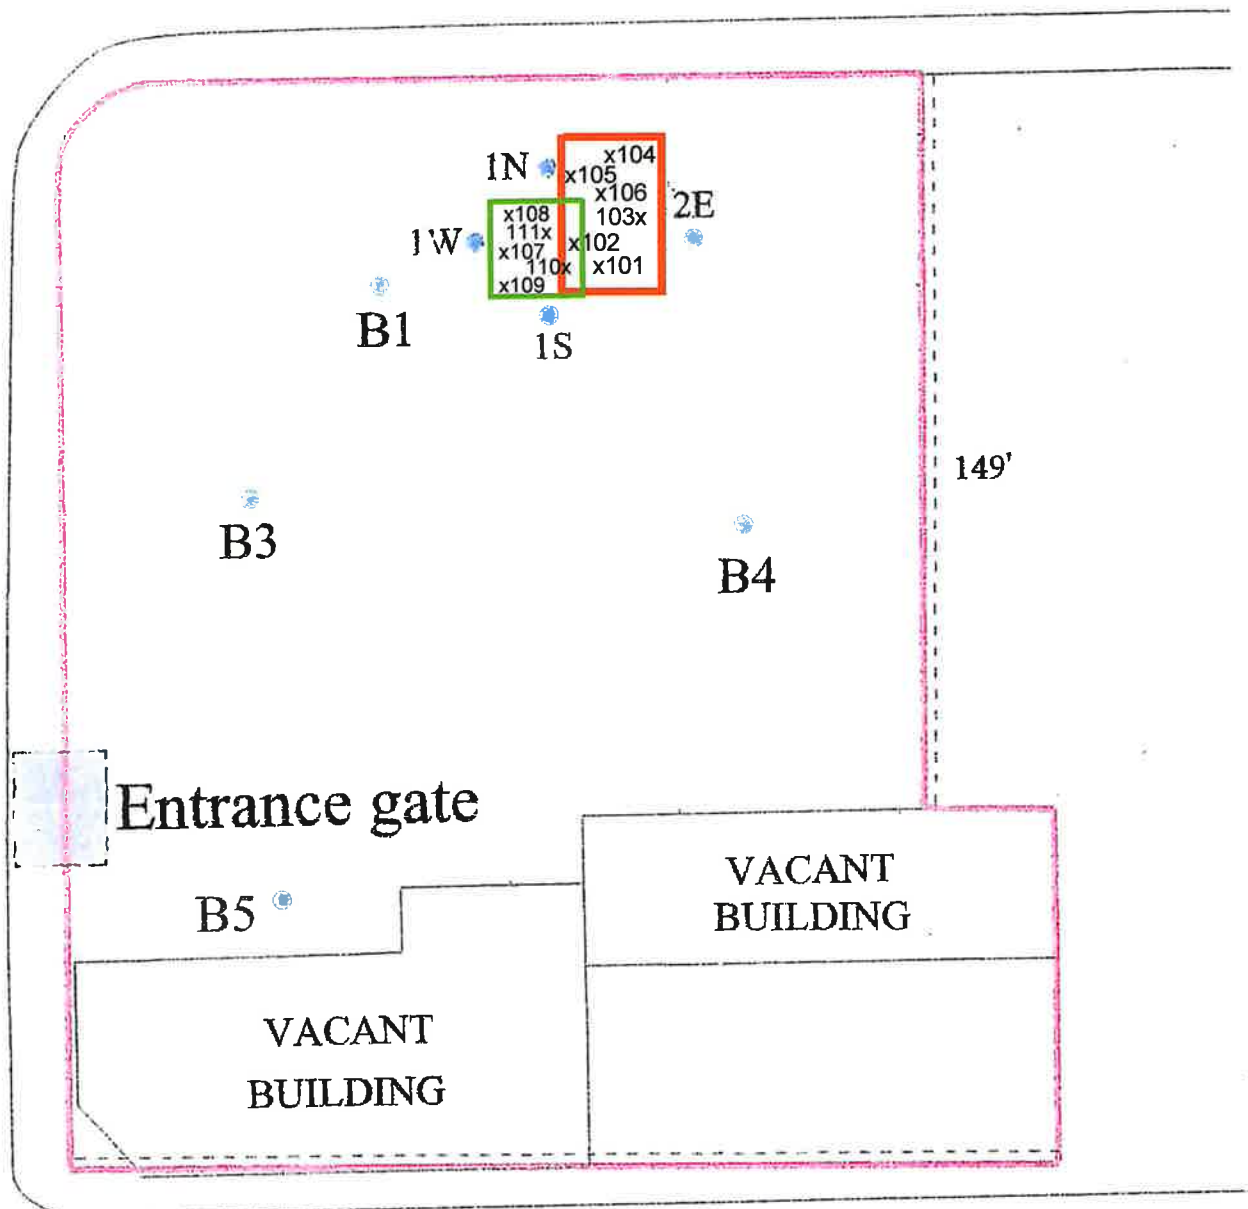 x104
1N
x105
x106
2E
x108
103x
111x
1W
x102
x107
110x
x101
x109
B1
1S
149'
B3
B4
Entrance gate
VACANT
BUILDING
B5
VACANT
BUILDING